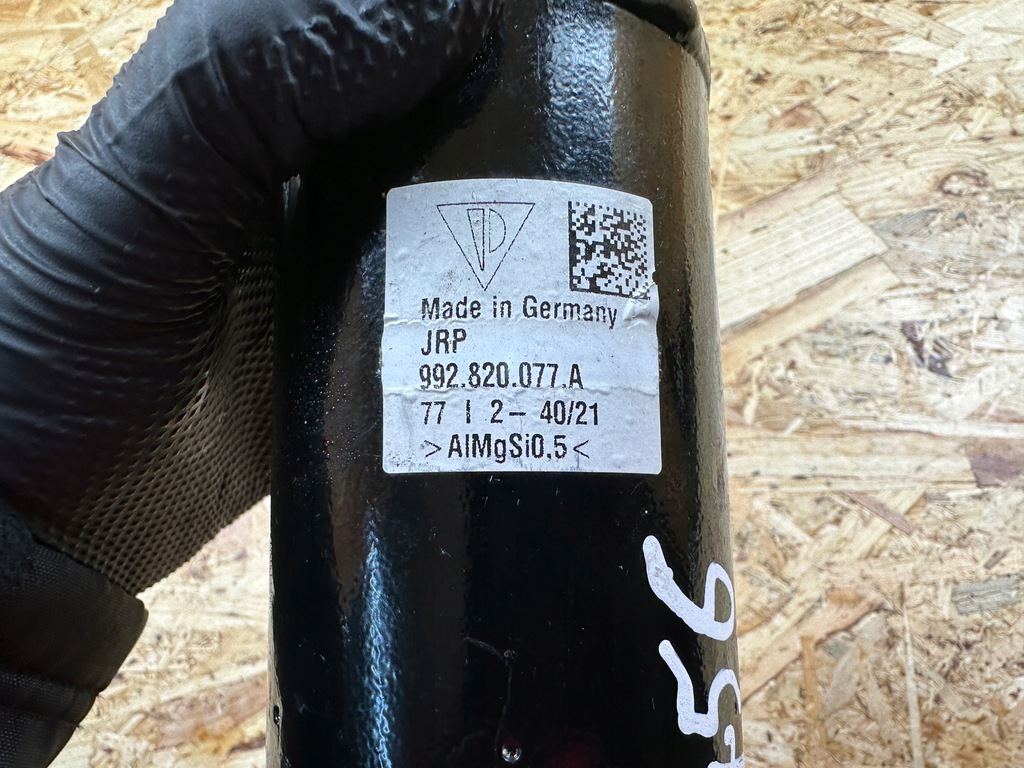 Made in Germany
JRP
992.820.077.A
77 I 2– 40/21
>AlMgSi0,5<